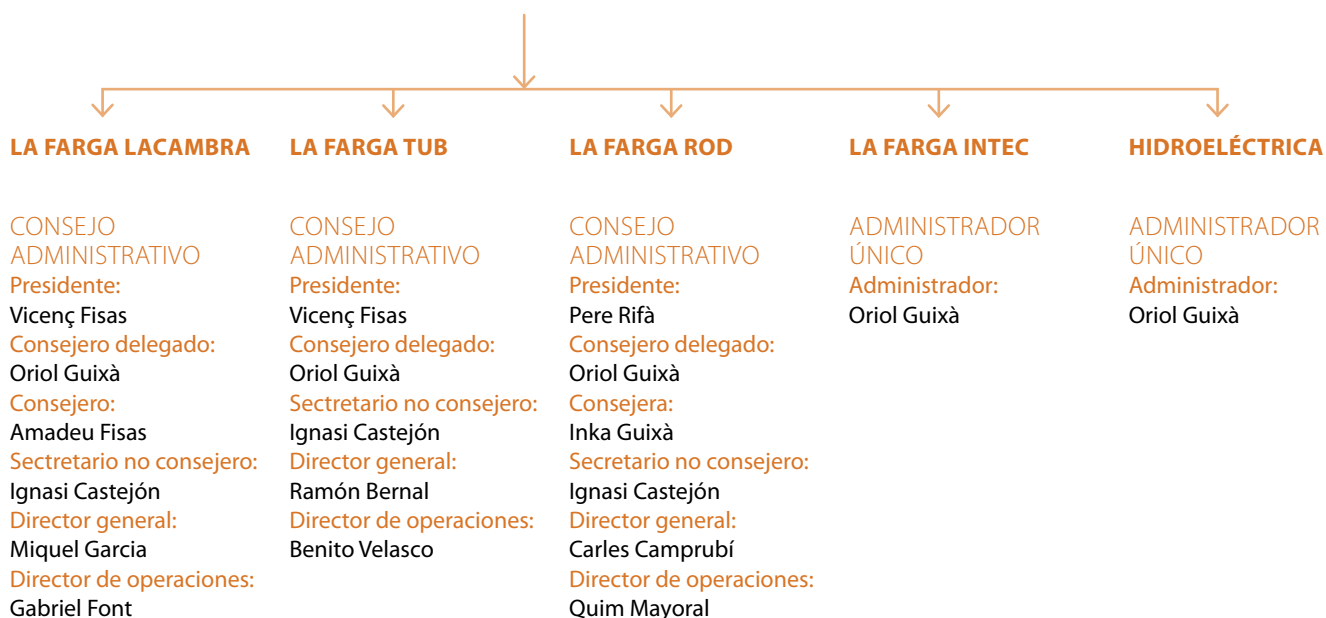 LA FARGA LACAMBRA
CONSEJO
ADMINISTRATIVO
Presidente:
Vicenç Fisas
Consejero delegado:
Oriol Guixà
Consejero:
Amadeu Fisas
Sectretario no consejero:
Ignasi Castejón
Director general:
Miquel Garcia
Director de operaciones:
Gabriel Font
LA FARGA TUB
CONSEJO
ADMINISTRATIVO
Presidente:
Vicenç Fisas
Consejero delegado:
Oriol Guixà
Sectretario no consejero:
Ignasi Castejón
Director general:
Ramón Bernal
Director de operaciones:
Benito Velasco
LA FARGA ROD
CONSEJO
ADMINISTRATIVO
Presidente:
Pere Rifà
Consejero delegado:
Oriol Guixà
Consejera:
Inka Guixà
Secretario no consejero:
Ignasi Castejón
Director general:
Carles Camprubí
Director de operaciones:
Quim Mayoral
LA FARGA INTEC
ADMINISTRADOR
ÚNICO
Administrador:
Oriol Guixà
HIDROELÉCTRICA
ADMINISTRADOR
ÚNICO
Administrador:
Oriol Guixà